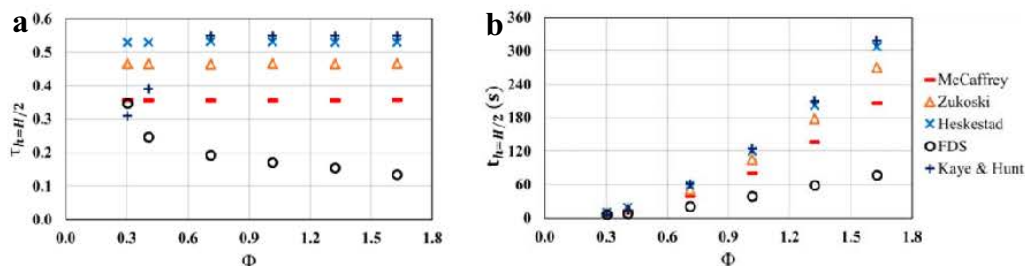 a
0.6
0.5
0.4
0.3
0.2
0.1
0.0
τh=H/2
0.0 0.3 0.6 0.9 1.2 1.5 1.8
Φ
b
360
300
240
180
120
60
0
th=H/2 (s)
0.0 0.3 0.6 0.9 1.2 1.5 1.8
Φ
McCaffrey
Zukoski
Heskestad
FDS
Kaye & Hunt